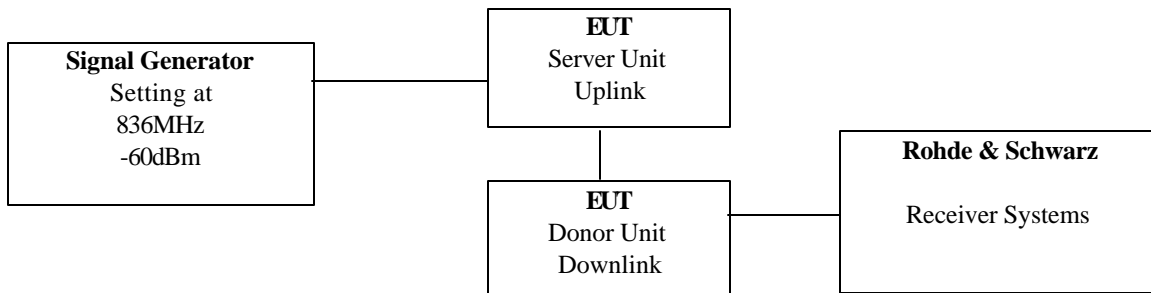 Signal Generator
Setting at
836MHz
-60dBm
EUT
Server Unit
Uplink
EUT
Donor Unit
Downlink
Rohde & Schwarz
Receiver Systems